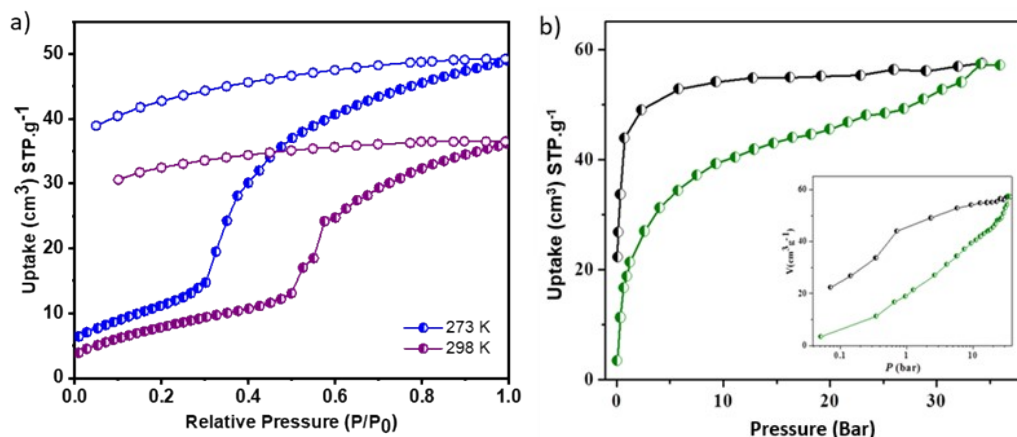 a)
Uptake (cm³) STP.g⁻¹
60
50
40
30
20
10
0
0.0 0.2 0.4 0.6 0.8 1.0
Relative Pressure (P/P₀)
273 K
298 K
b)
Uptake (cm³) STP.g⁻¹
60
40
20
0
0 10 20 30
Pressure (Bar)
V(cm³g⁻¹)
60
40
20
0
0.1 1 10
P (bar)